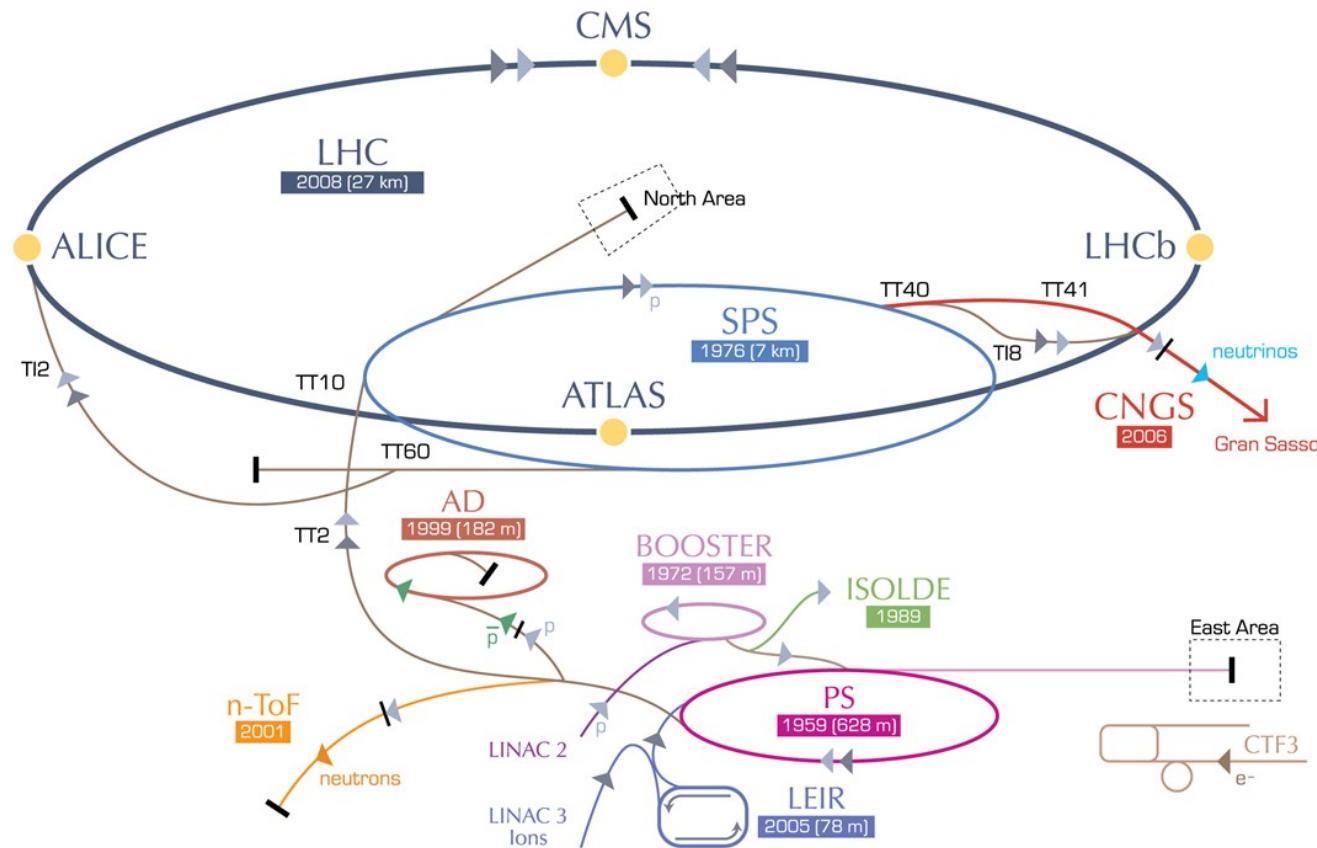 CMS
LHC
2008 (27 km)
North Area
ALICE
LHCb
TT40
TT41
SPS
1976 (7 km)
p
TI8
neutrinos
TI2
TT10
ATLAS
CNGS
2006
Gran Sasso
TT60
AD
1999 (182 m)
TT2
BOOSTER
1972 (157 m)
ISOLDE
1989
p̅
p
East Area
n-ToF
2001
PS
1959 (628 m)
p
LINAC 2
neutrons
CTF3
e-
LINAC 3
Ions
LEIR
2005 (78 m)